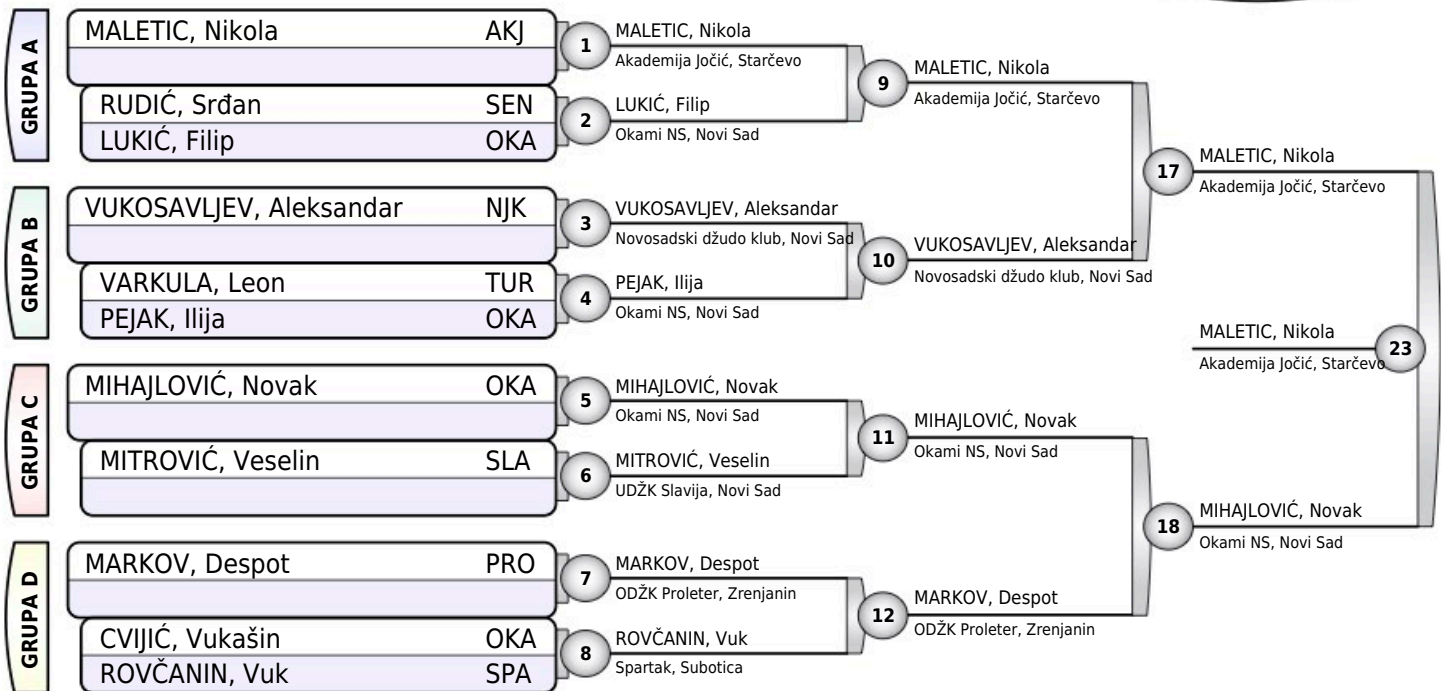 GRUPA A
MALETIC, Nikola AKJ
RUDIĆ, Srđan SEN
LUKIĆ, Filip OKA
GRUPA B
VUKOSAVLJEV, Aleksandar NJK
VARKULA, Leon TUR
PEJAK, Ilija OKA
GRUPA C
MIHAJLOVIĆ, Novak OKA
MITROVIĆ, Veselin SLA
GRUPA D
MARKOV, Despot PRO
CVIJIĆ, Vukašin OKA
ROVČANIN, Vuk SPA
1
MALETIC, Nikola
Akademija Jočić, Starčevo
2
LUKIĆ, Filip
Okami NS, Novi Sad
3
VUKOSAVLJEV, Aleksandar
Novosadski džudo klub, Novi Sad
4
PEJAK, Ilija
Okami NS, Novi Sad
5
MIHAJLOVIĆ, Novak
Okami NS, Novi Sad
6
MITROVIĆ, Veselin
UDŽK Slavija, Novi Sad
7
MARKOV, Despot
ODŽK Proleter, Zrenjanin
8
ROVČANIN, Vuk
Spartak, Subotica
9
MALETIC, Nikola
Akademija Jočić, Starčevo
10
VUKOSAVLJEV, Aleksandar
Novosadski džudo klub, Novi Sad
11
MIHAJLOVIĆ, Novak
Okami NS, Novi Sad
12
MARKOV, Despot
ODŽK Proleter, Zrenjanin
17
MALETIC, Nikola
Akademija Jočić, Starčevo
18
MIHAJLOVIĆ, Novak
Okami NS, Novi Sad
MALETIC, Nikola
Akademija Jočić, Starčevo
23